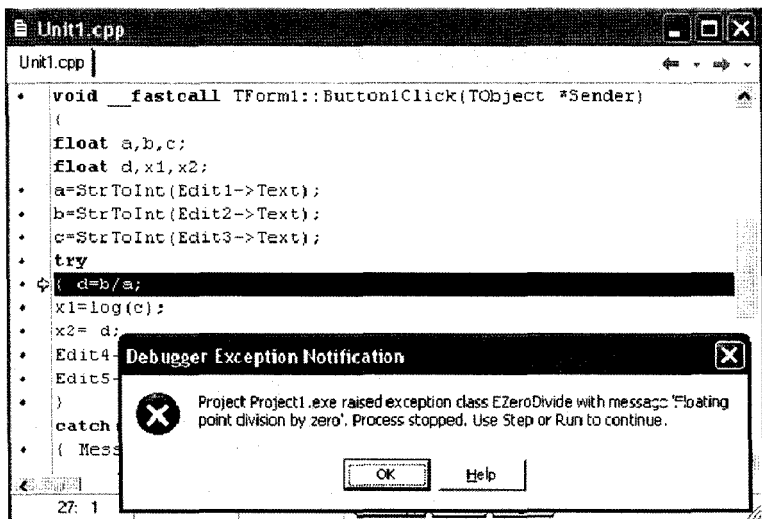 Unit1.cpp
Unit1.cpp
void __fastcall TForm1::Button1Click(TObject *Sender)
{
float a,b,c;
float d,x1,x2;
a=StrToInt(Edit1->Text);
b=StrToInt(Edit2->Text);
c=StrToInt(Edit3->Text);
try
{ d=b/a;
x1=log(c);
x2= d;
Edit4-
Edit5-
}
catch(
{ Mess
27: 1
Debugger Exception Notification
Project Project1.exe raised exception class EZeroDivide with message 'Floating
point division by zero'. Process stopped. Use Step or Run to continue.
OK Help